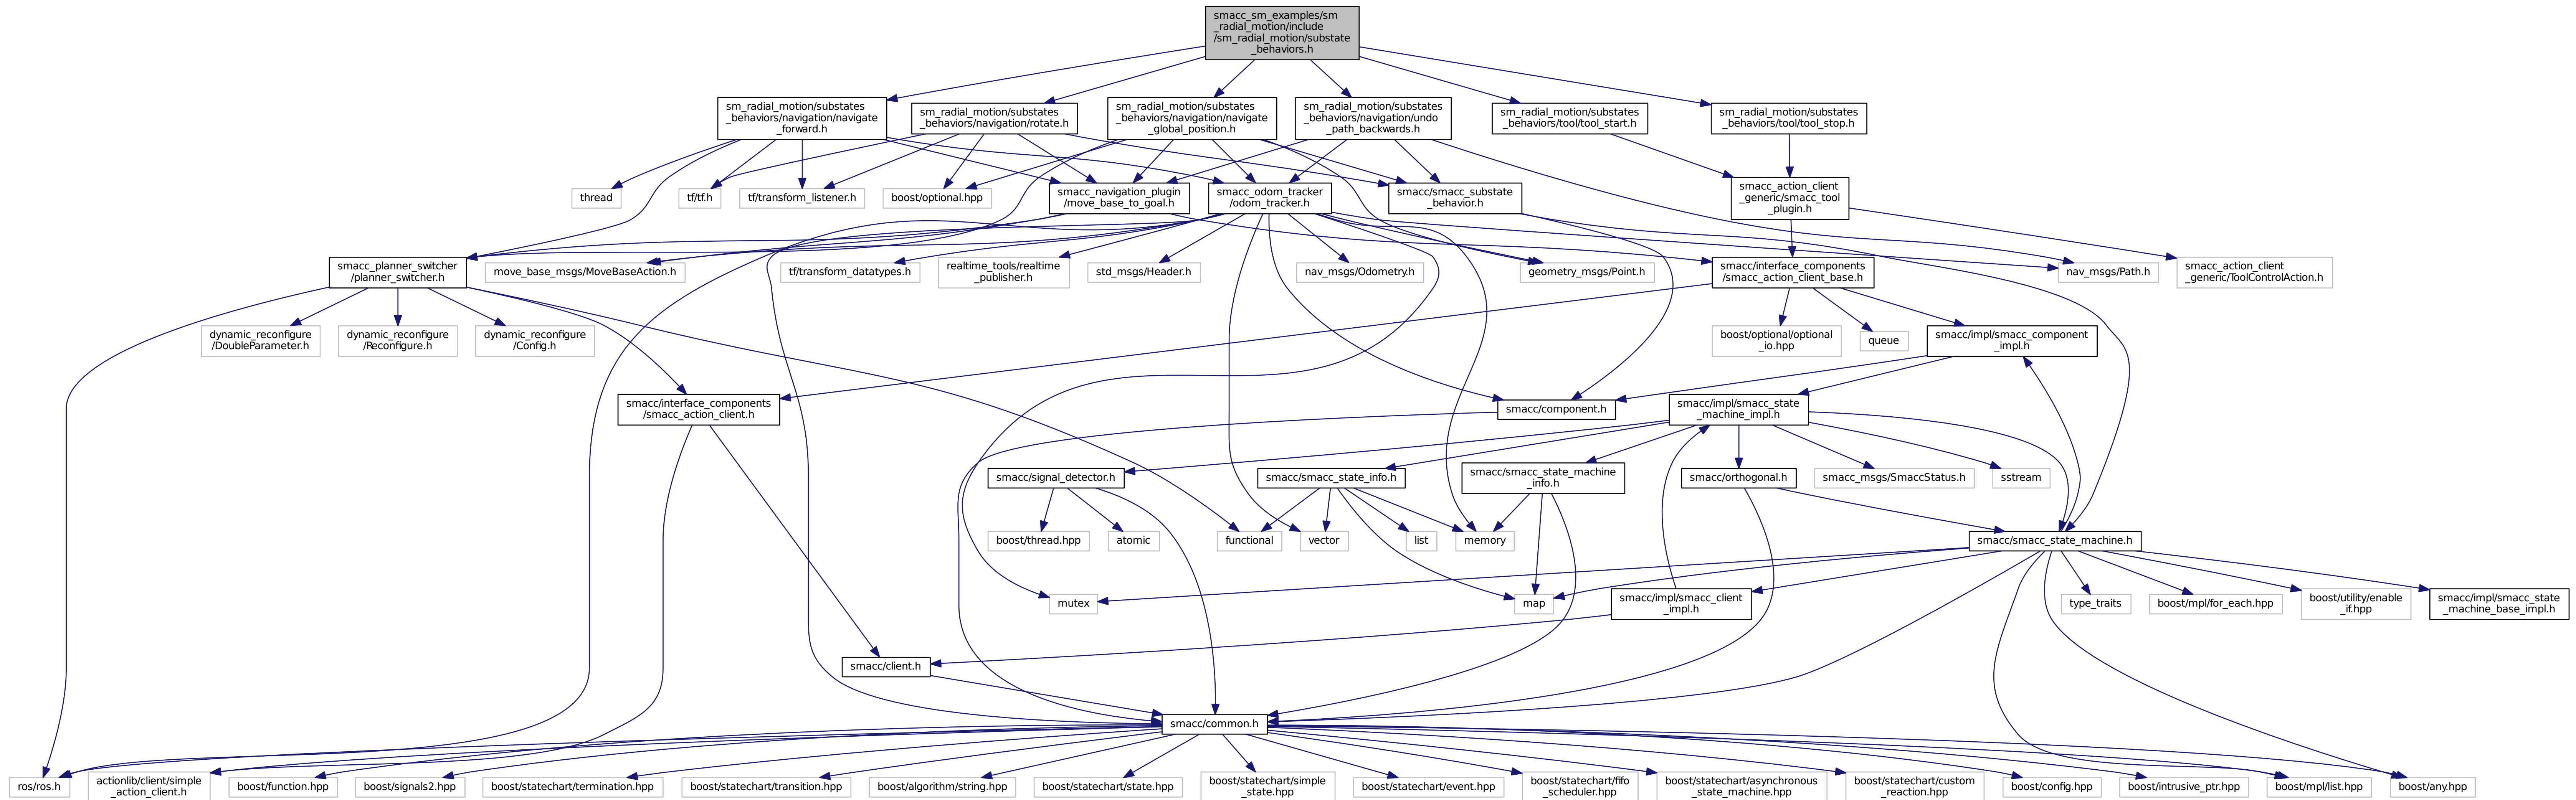 smacc_sm_examples/sm
_radial_motion/include
/sm_radial_motion/substate
_behaviors.h
sm_radial_motion/substates
_behaviors/navigation/navigate
_forward.h
sm_radial_motion/substates
_behaviors/navigation/rotate.h
sm_radial_motion/substates
_behaviors/navigation/navigate
_global_position.h
sm_radial_motion/substates
_behaviors/navigation/undo
_path_backwards.h
sm_radial_motion/substates
_behaviors/tool/tool_start.h
sm_radial_motion/substates
_behaviors/tool/tool_stop.h
thread
tf/tf.h
tf/transform_listener.h
boost/optional.hpp
smacc_navigation_plugin
/move_base_to_goal.h
smacc_odom_tracker
/odom_tracker.h
smacc/smacc_substate
_behavior.h
smacc_action_client
_generic/smacc_tool
_plugin.h
smacc_planner_switcher
/planner_switcher.h
move_base_msgs/MoveBaseAction.h
tf/transform_datatypes.h
realtime_tools/realtime
_publisher.h
std_msgs/Header.h
nav_msgs/Odometry.h
geometry_msgs/Point.h
smacc/interface_components
/smacc_action_client_base.h
nav_msgs/Path.h
smacc_action_client
_generic/ToolControlAction.h
dynamic_reconfigure
/DoubleParameter.h
dynamic_reconfigure
/Reconfigure.h
dynamic_reconfigure
/Config.h
boost/optional/optional
_io.hpp
queue
smacc/impl/smacc_component
_impl.h
smacc/interface_components
/smacc_action_client.h
smacc/component.h
smacc/impl/smacc_state
_machine_impl.h
smacc/signal_detector.h
smacc/smacc_state_info.h
smacc/smacc_state_machine
_info.h
smacc/orthogonal.h
smacc_msgs/SmaccStatus.h
sstream
boost/thread.hpp
atomic
functional
vector
list
memory
smacc/smacc_state_machine.h
mutex
map
smacc/impl/smacc_client
_impl.h
type_traits
boost/mpl/for_each.hpp
boost/utility/enable
_if.hpp
smacc/impl/smacc_state
_machine_base_impl.h
smacc/client.h
smacc/common.h
ros/ros.h
actionlib/client/simple
_action_client.h
boost/function.hpp
boost/signals2.hpp
boost/statechart/termination.hpp
boost/statechart/transition.hpp
boost/algorithm/string.hpp
boost/statechart/state.hpp
boost/statechart/simple
_state.hpp
boost/statechart/event.hpp
boost/statechart/fifo
_scheduler.hpp
boost/statechart/asynchronous
_state_machine.hpp
boost/statechart/custom
_reaction.hpp
boost/config.hpp
boost/intrusive_ptr.hpp
boost/mpl/list.hpp
boost/any.hpp